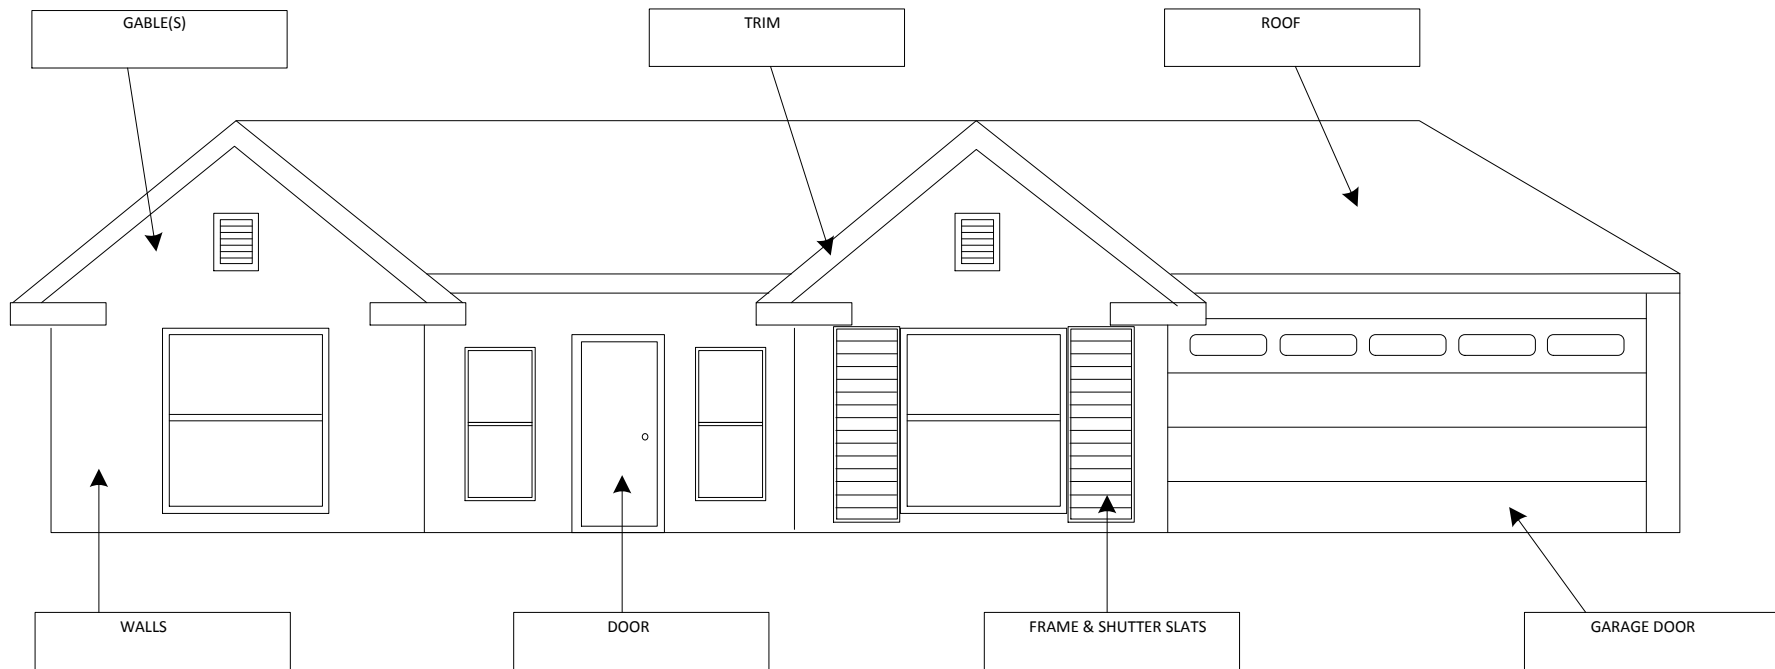 GABLE(S)
TRIM
ROOF
WALLS
DOOR
FRAME & SHUTTER SLATS
GARAGE DOOR